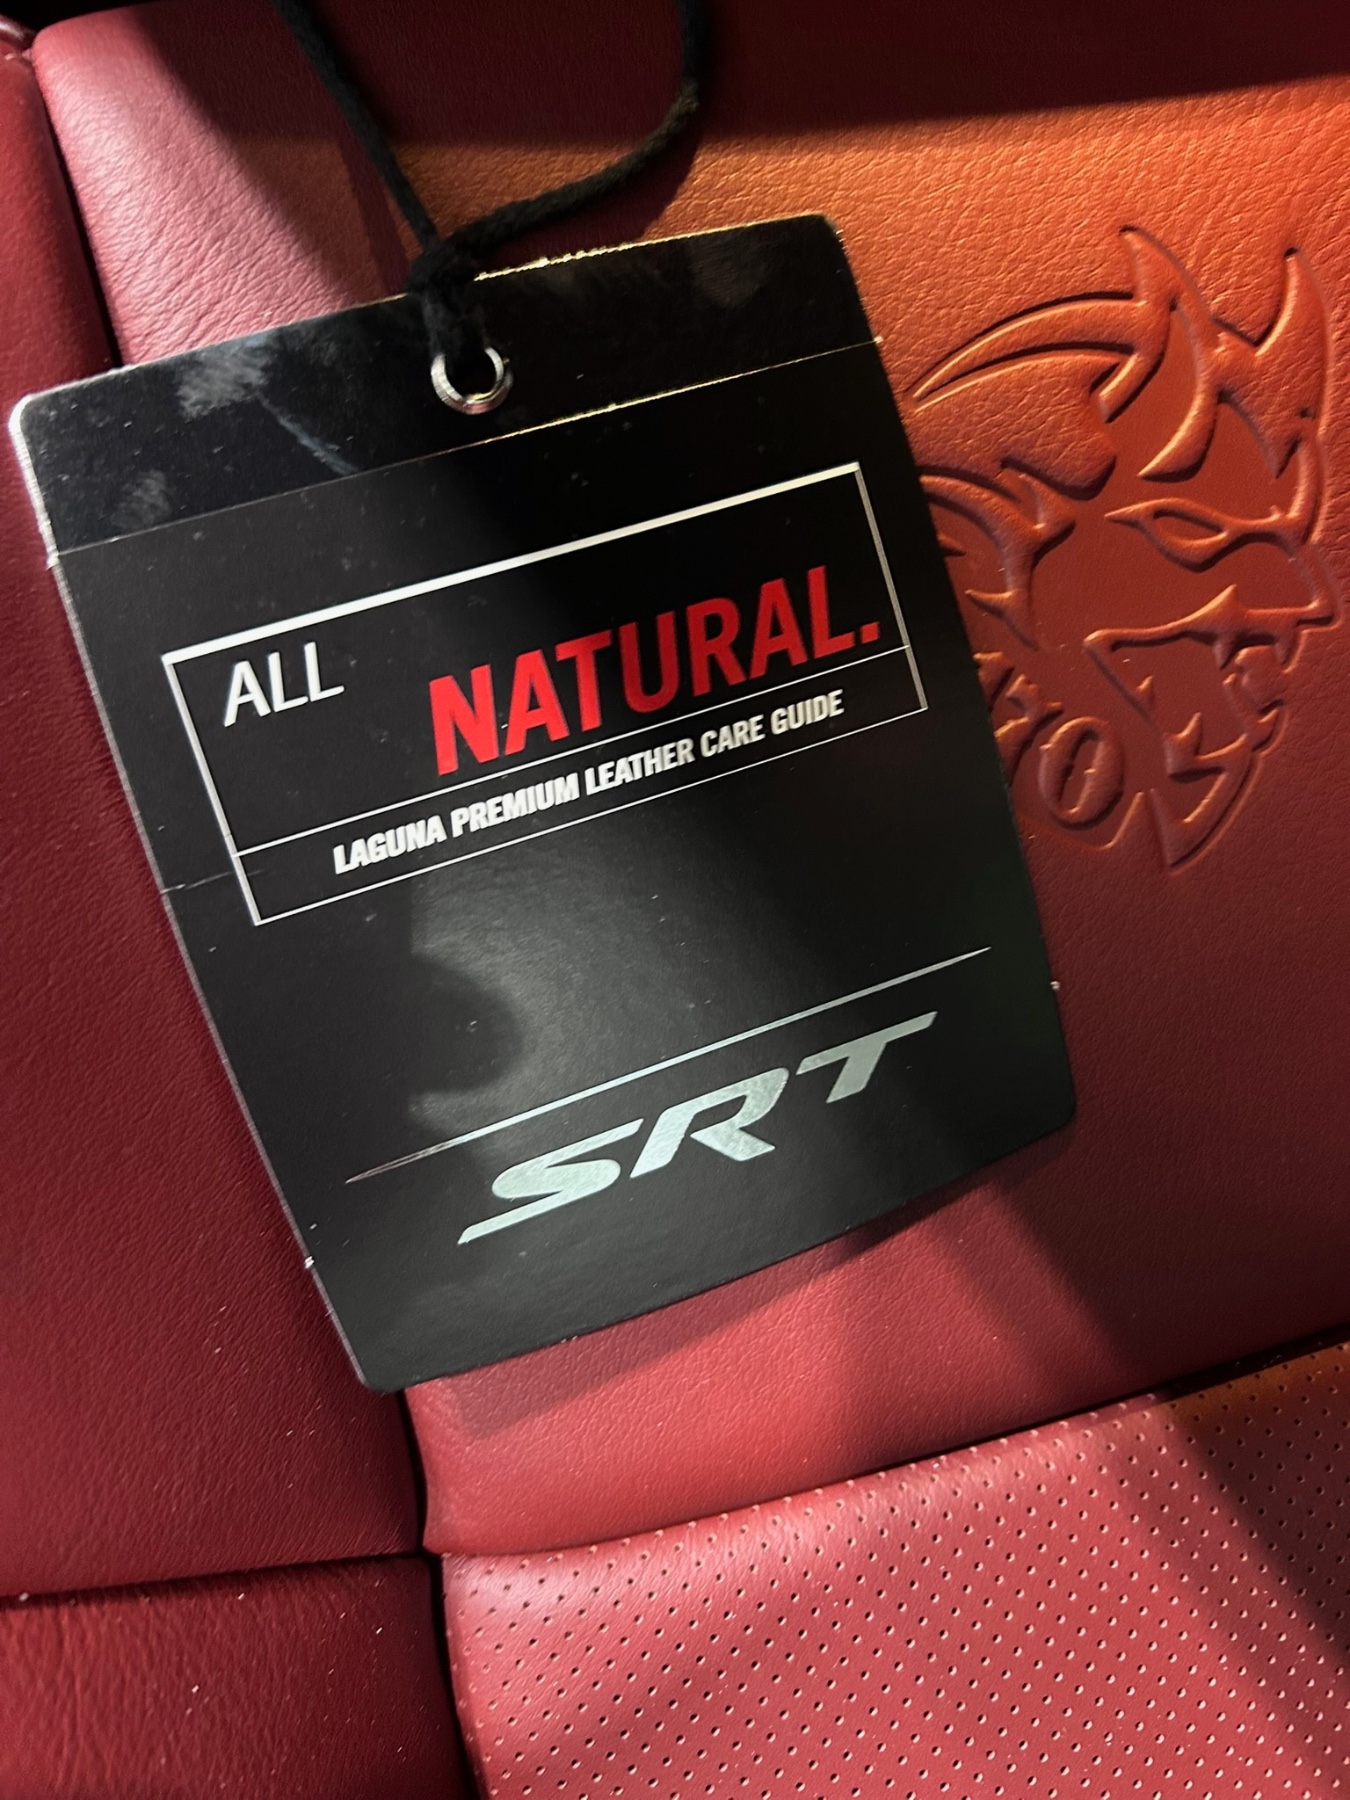 ALL NATURAL.
LAGUNA PREMIUM LEATHER CARE GUIDE
SRT